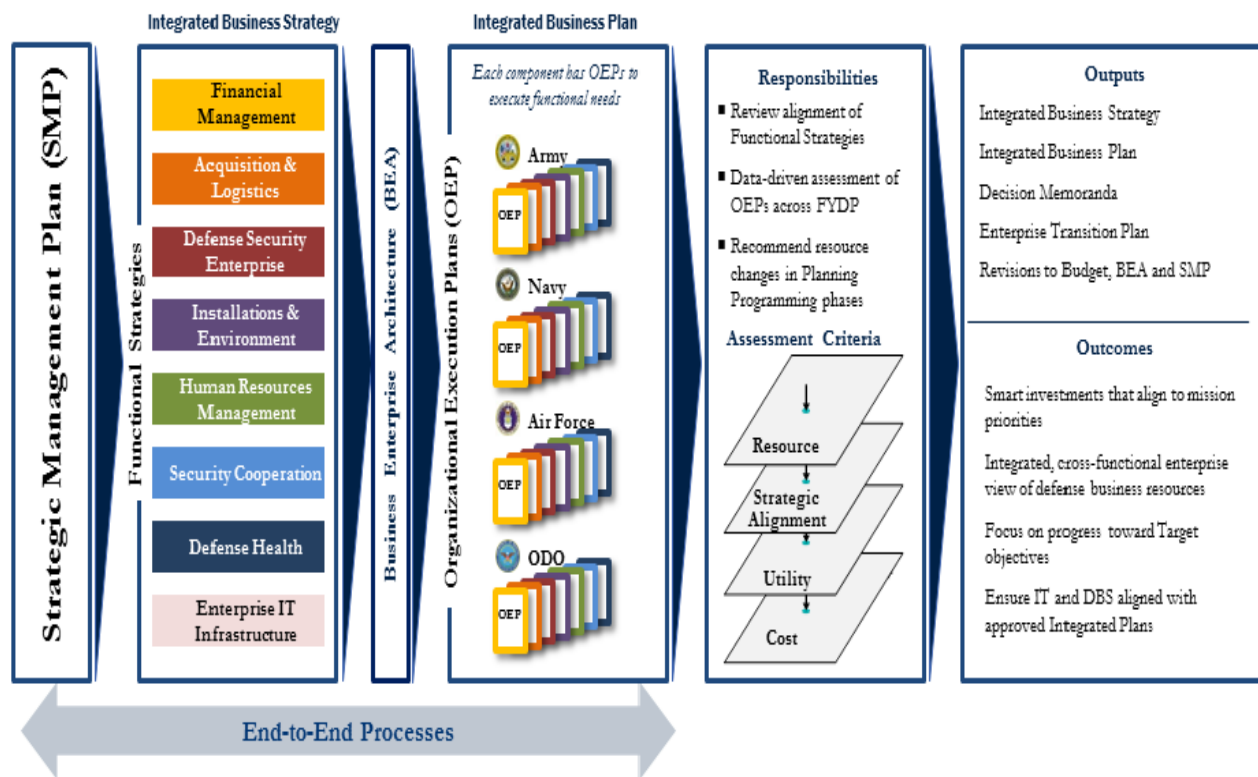 Integrated Business Strategy
Integrated Business Plan
Strategic Management Plan (SMP)
Functional Strategies
Financial
Management
Acquisition &
Logistics
Defense Security
Enterprise
Installations &
Environment
Human Resources
Management
Security Cooperation
Defense Health
Enterprise IT
Infrastructure
Business Enterprise Architecture (BEA)
Organizational Execution Plans (OEP)
Each component has OEPs to
execute functional needs
Army
OEP
Navy
OEP
Air Force
OEP
ODO
OEP
Responsibilities
▪ Review alignment of
Functional Strategies
▪ Data-driven assessment of
OEPs across FYDP
▪ Recommend resource
changes in Planning
Programming phases
Assessment Criteria
Resource
Strategic
Alignment
Utility
Cost
Outputs
Integrated Business Strategy
Integrated Business Plan
Decision Memoranda
Enterprise Transition Plan
Revisions to Budget, BEA and SMP
Outcomes
Smart investments that align to mission
priorities
Integrated, cross-functional enterprise
view of defense business resources
Focus on progress toward Target
objectives
Ensure IT and DBS aligned with
approved Integrated Plans
End-to-End Processes